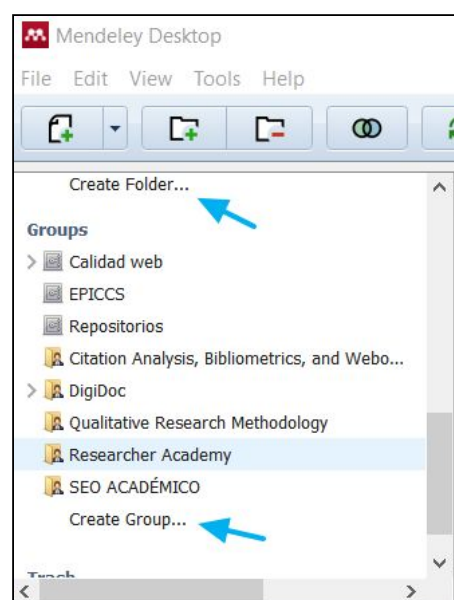 Mendeley Desktop
File Edit View Tools Help
Create Folder...
Groups
Calidad web
EPICCS
Repositorios
Citation Analysis, Bibliometrics, and Webo...
DigiDoc
Qualitative Research Methodology
Researcher Academy
SEO ACADÉMICO
Create Group...
Trash